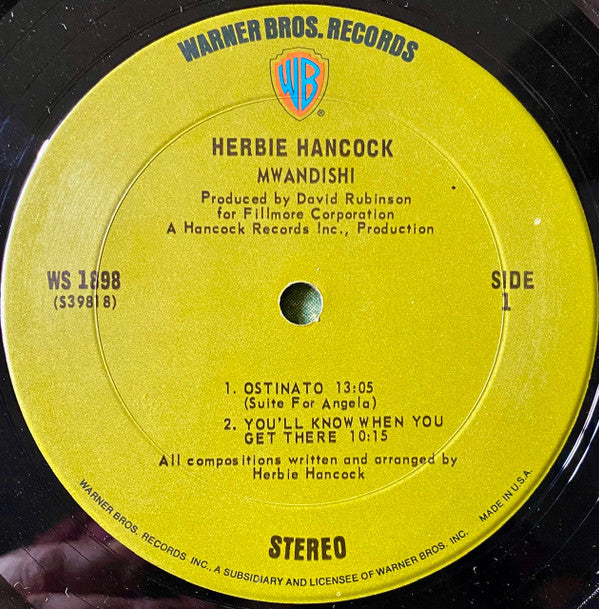 WARNER BROS. RECORDS
WB
®
HERBIE HANCOCK
MWANDISHI
Produced by David Rubinson
for Fillmore Corporation
A Hancock Records Inc., Production
WS 1898
(S39818)
SIDE
1
1. OSTINATO 13:05
(Suite For Angela)
2. YOU'LL KNOW WHEN YOU
GET THERE 10:15
All compositions written and arranged by
Herbie Hancock
STEREO
WARNER BROS. RECORDS INC., A SUBSIDIARY AND LICENSEE OF WARNER BROS. INC.
MADE IN U.S.A.